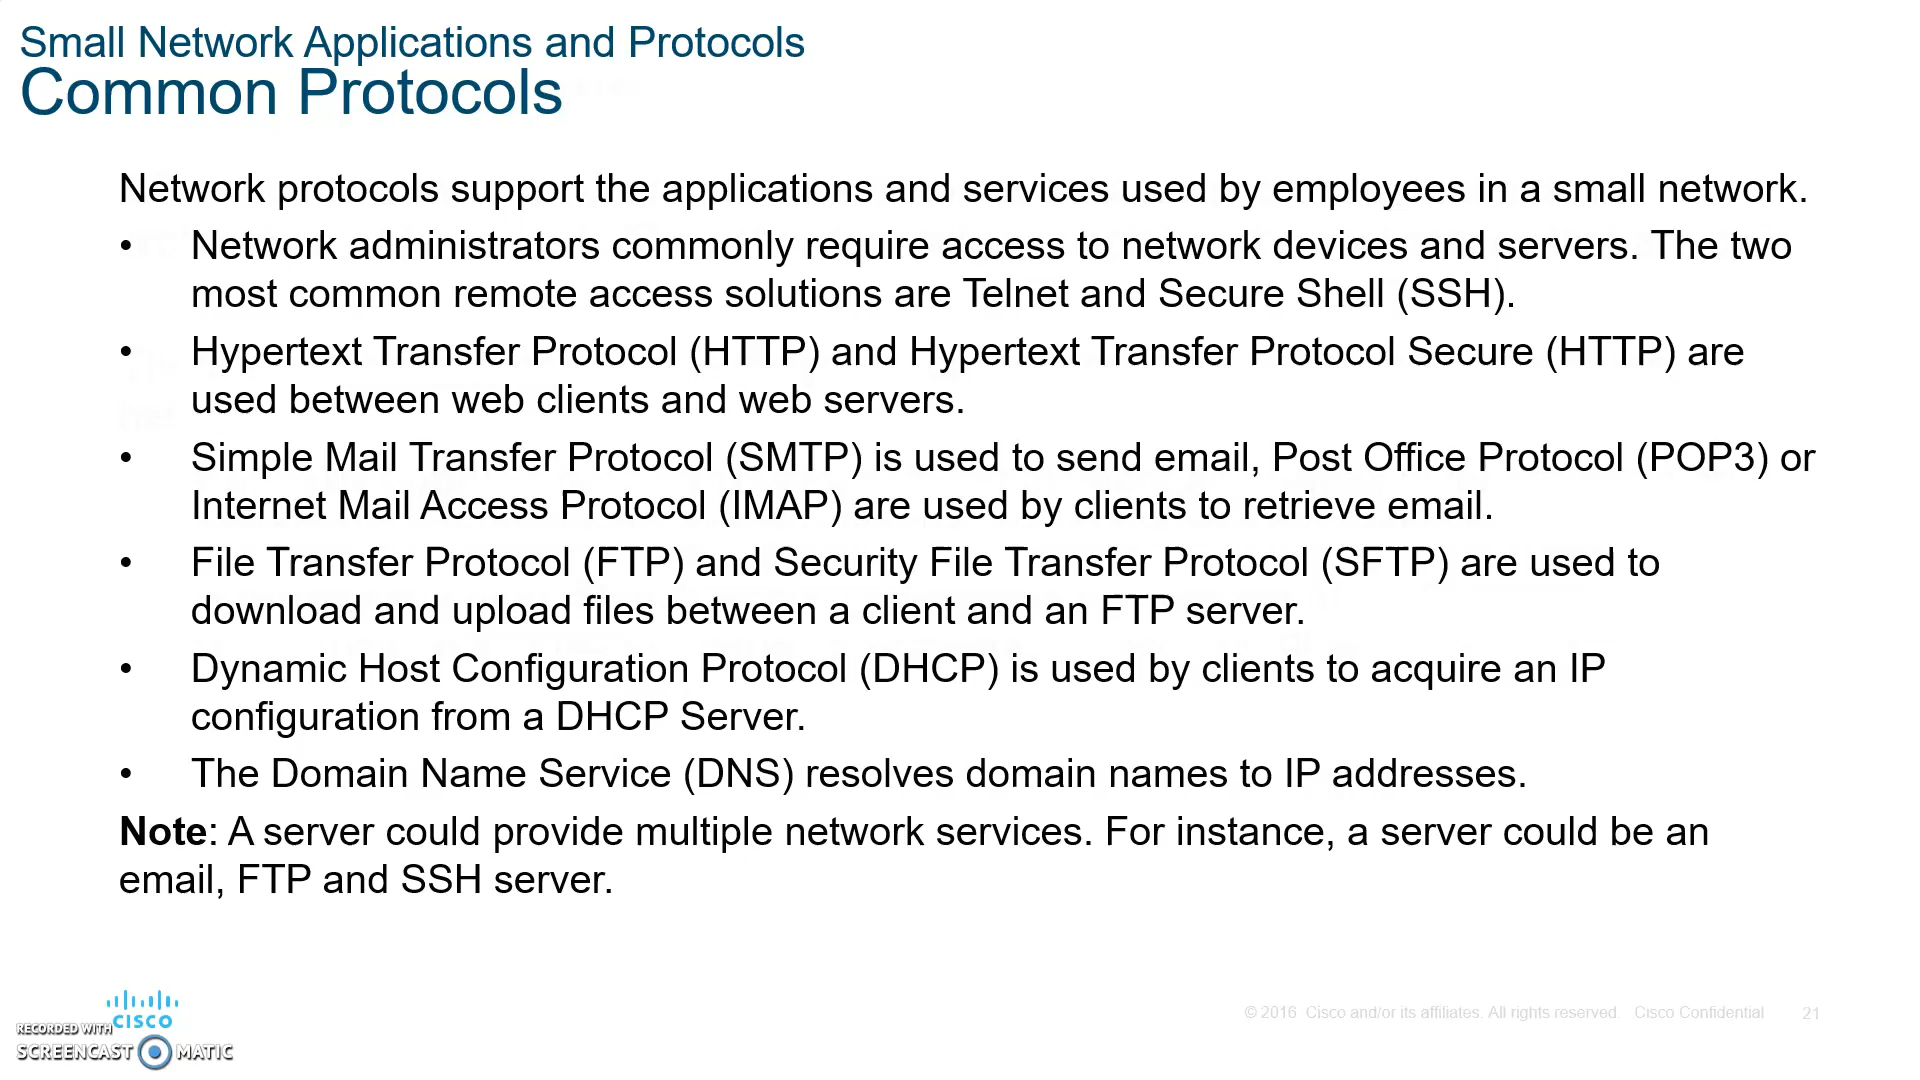 Small Network Applications and Protocols
Common Protocols
Network protocols support the applications and services used by employees in a small network.
• Network administrators commonly require access to network devices and servers. The two
most common remote access solutions are Telnet and Secure Shell (SSH).
• Hypertext Transfer Protocol (HTTP) and Hypertext Transfer Protocol Secure (HTTP) are
used between web clients and web servers.
• Simple Mail Transfer Protocol (SMTP) is used to send email, Post Office Protocol (POP3) or
Internet Mail Access Protocol (IMAP) are used by clients to retrieve email.
• File Transfer Protocol (FTP) and Security File Transfer Protocol (SFTP) are used to
download and upload files between a client and an FTP server.
• Dynamic Host Configuration Protocol (DHCP) is used by clients to acquire an IP
configuration from a DHCP Server.
• The Domain Name Service (DNS) resolves domain names to IP addresses.
Note: A server could provide multiple network services. For instance, a server could be an
email, FTP and SSH server.
CISCO
© 2016 Cisco and/or its affiliates. All rights reserved. Cisco Confidential 21
RECORDED WITH
SCREENCAST MATIC